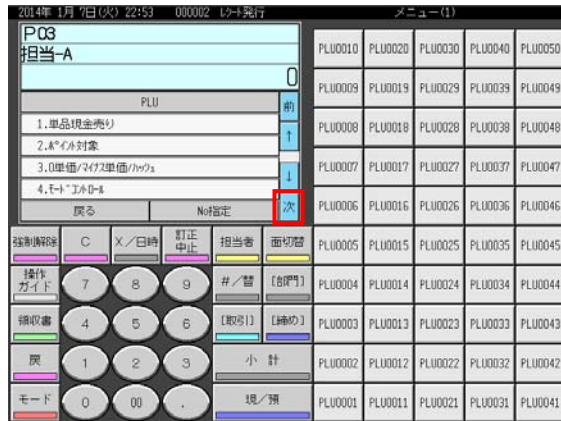 2014年 1月 7日(火) 22:53 000002 レシート発行 メニュー(1)
P03
担当-A
0
PLU
前
1.単品現金売り
↑
2.ﾎﾟｲﾝﾄ対象
3.0単価/ﾏｲﾅｽ単価/ﾊｯｼｭ
↓
4.ﾓｰﾄﾞｺﾝﾄﾛｰﾙ
戻る No指定 次
強制解除 C X/日時 訂正中止 担当者 面切替
操作ガイド 7 8 9 #/替 [部門]
領収書 4 5 6 [取引] [締め]
戻 1 2 3 小 計
モード 0 00 . 現/預
PLU0010 PLU0020 PLU0030 PLU0040 PLU0050
PLU0009 PLU0019 PLU0029 PLU0039 PLU0049
PLU0008 PLU0018 PLU0028 PLU0038 PLU0048
PLU0007 PLU0017 PLU0027 PLU0037 PLU0047
PLU0006 PLU0016 PLU0026 PLU0036 PLU0046
PLU0005 PLU0015 PLU0025 PLU0035 PLU0045
PLU0004 PLU0014 PLU0024 PLU0034 PLU0044
PLU0003 PLU0013 PLU0023 PLU0033 PLU0043
PLU0002 PLU0012 PLU0022 PLU0032 PLU0042
PLU0001 PLU0011 PLU0021 PLU0031 PLU0041